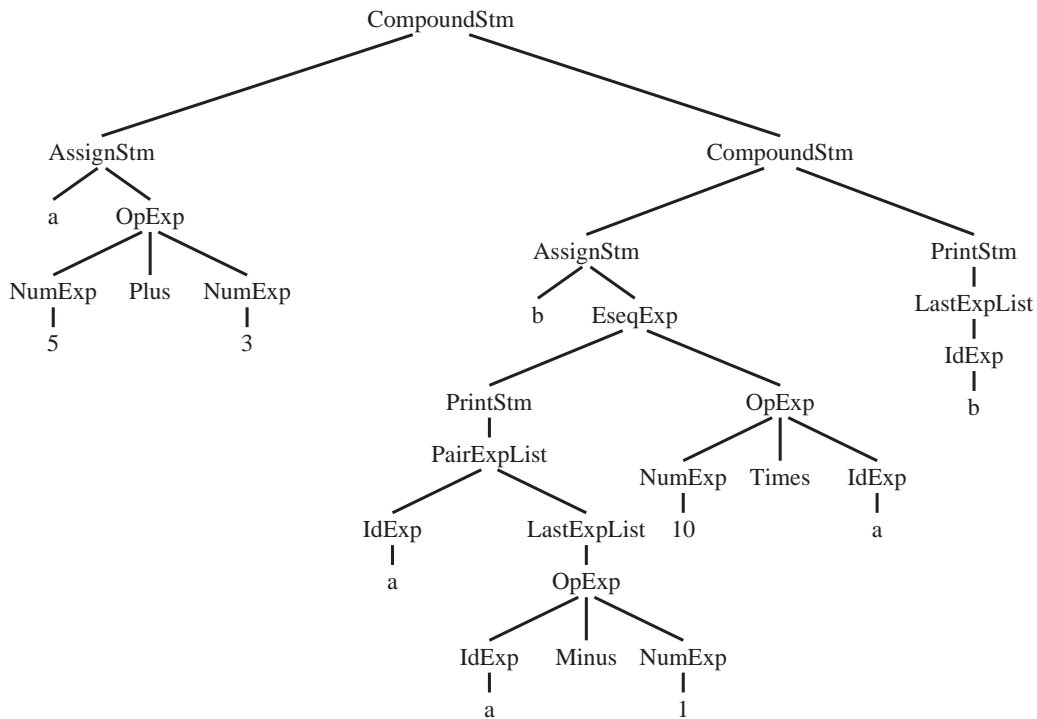 CompoundStm
AssignStm CompoundStm
a OpExp
AssignStm PrintStm
NumExp Plus NumExp
b EseqExp LastExpList
5 3
IdExp
PrintStm OpExp b
PairExpList
NumExp Times IdExp
IdExp LastExpList 10 a
a OpExp
IdExp Minus NumExp
a 1